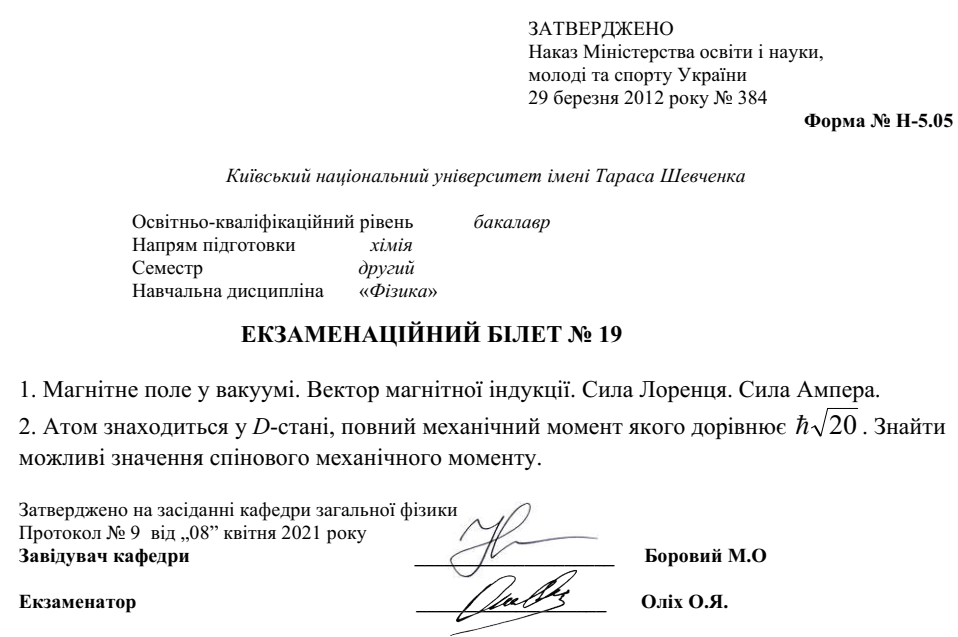 ЗАТВЕРДЖЕНО
Наказ Міністерства освіти і науки,
молоді та спорту України
29 березня 2012 року № 384
Форма № Н-5.05
Київський національний університет імені Тараса Шевченка
Освітньо-кваліфікаційний рівень бакалавр
Напрям підготовки хімія
Семестр другий
Навчальна дисципліна «Фізика»
ЕКЗАМЕНАЦІЙНИЙ БІЛЕТ № 19
1. Магнітне поле у вакуумі. Вектор магнітної індукції. Сила Лоренця. Сила Ампера.
2. Атом знаходиться у D-стані, повний механічний момент якого дорівнює ℏ√20 . Знайти
можливі значення спінового механічного моменту.
Затверджено на засіданні кафедри загальної фізики
Протокол № 9 від „08” квітня 2021 року
Завідувач кафедри Боровий М.О
Екзаменатор Оліх О.Я.